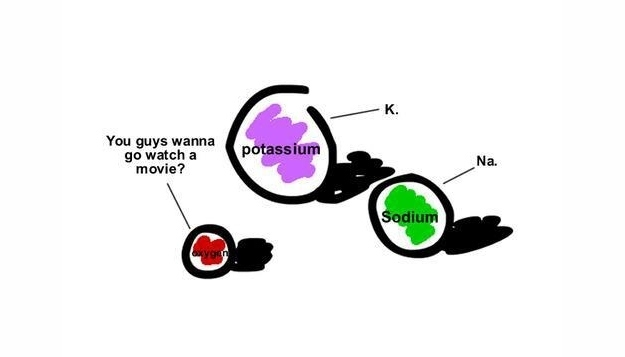 You guys wanna
go watch a
movie?
K.
potassium
Na.
Sodium
oxygen